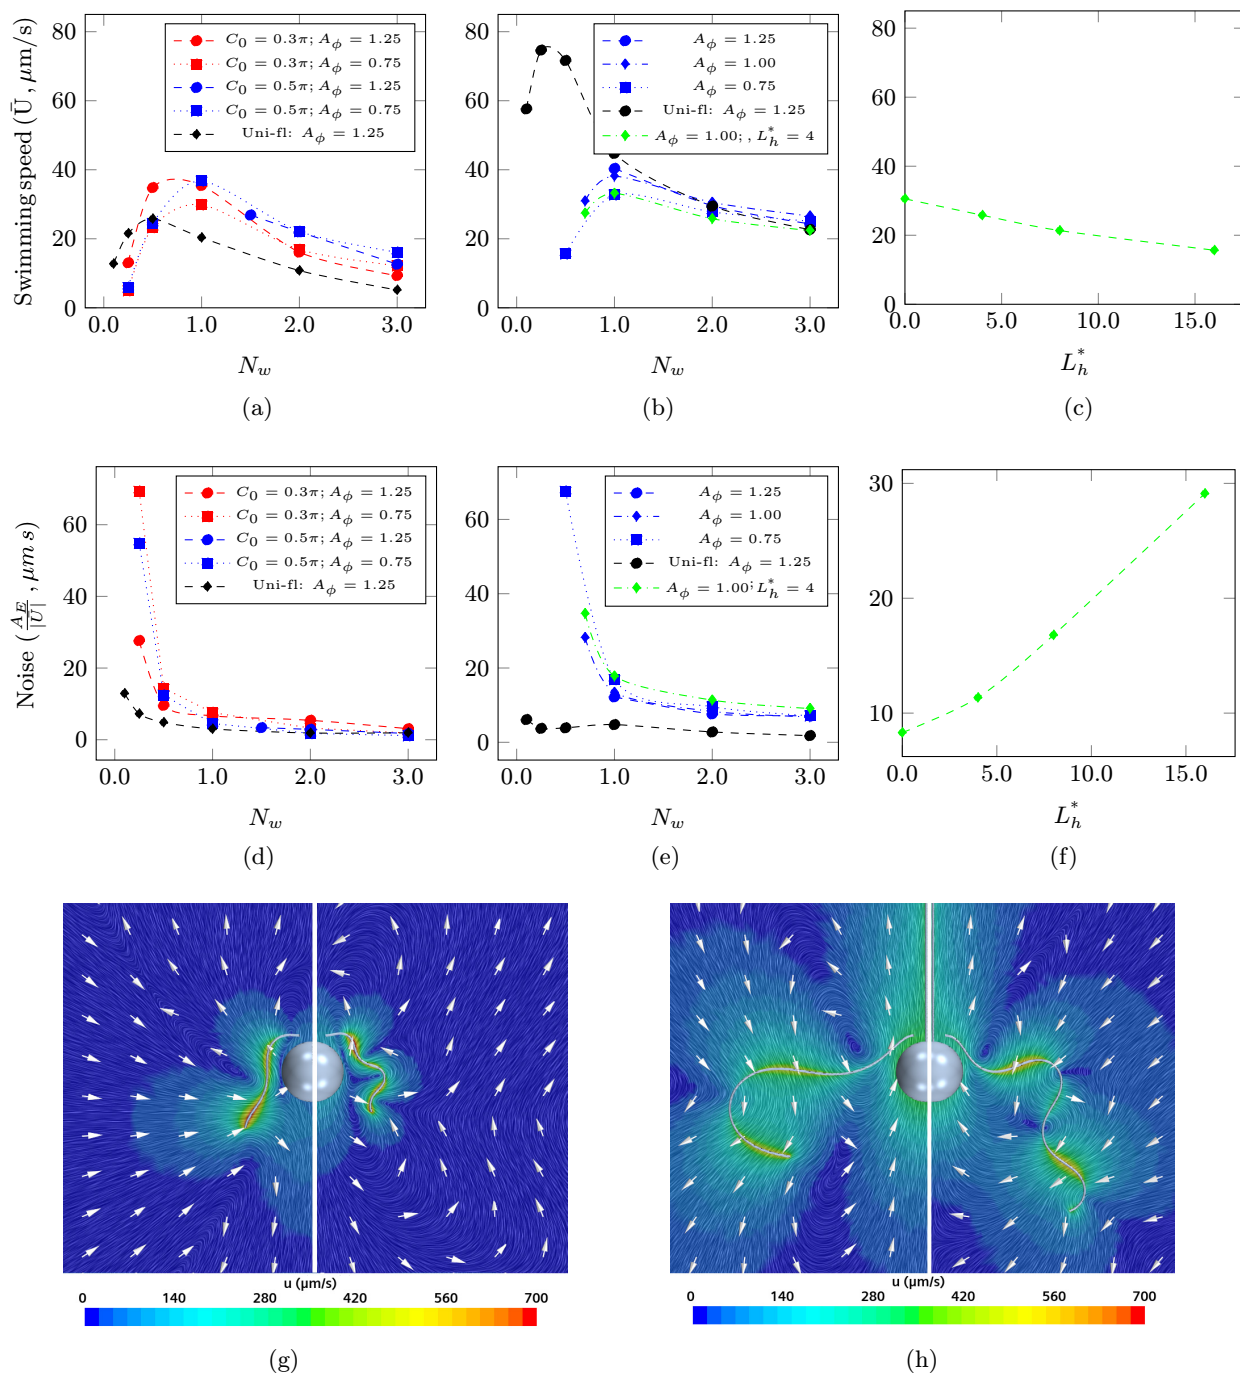 Swimming speed (Ū, μm/s)
80
60
40
20
0
0.0 1.0 2.0 3.0
N_w
C_0 = 0.3π; A_ϕ = 1.25
C_0 = 0.3π; A_ϕ = 0.75
C_0 = 0.5π; A_ϕ = 1.25
C_0 = 0.5π; A_ϕ = 0.75
Uni-fl: A_ϕ = 1.25
(a)
80
60
40
20
0
0.0 1.0 2.0 3.0
N_w
A_ϕ = 1.25
A_ϕ = 1.00
A_ϕ = 0.75
Uni-fl: A_ϕ = 1.25
A_ϕ = 1.00; , L_h^* = 4
(b)
80
60
40
20
0
0.0 5.0 10.0 15.0
L_h^*
(c)
Noise (A_E/|Ū|, μm s)
60
40
20
0
0.0 1.0 2.0 3.0
N_w
C_0 = 0.3π; A_ϕ = 1.25
C_0 = 0.3π; A_ϕ = 0.75
C_0 = 0.5π; A_ϕ = 1.25
C_0 = 0.5π; A_ϕ = 0.75
Uni-fl: A_ϕ = 1.25
(d)
60
40
20
0
0.0 1.0 2.0 3.0
N_w
A_ϕ = 1.25
A_ϕ = 1.00
A_ϕ = 0.75
Uni-fl: A_ϕ = 1.25
A_ϕ = 1.00; L_h^* = 4
(e)
30
20
10
0.0 5.0 10.0 15.0
L_h^*
(f)
u (μm/s)
0 140 280 420 560 700
(g)
u (μm/s)
0 140 280 420 560 700
(h)